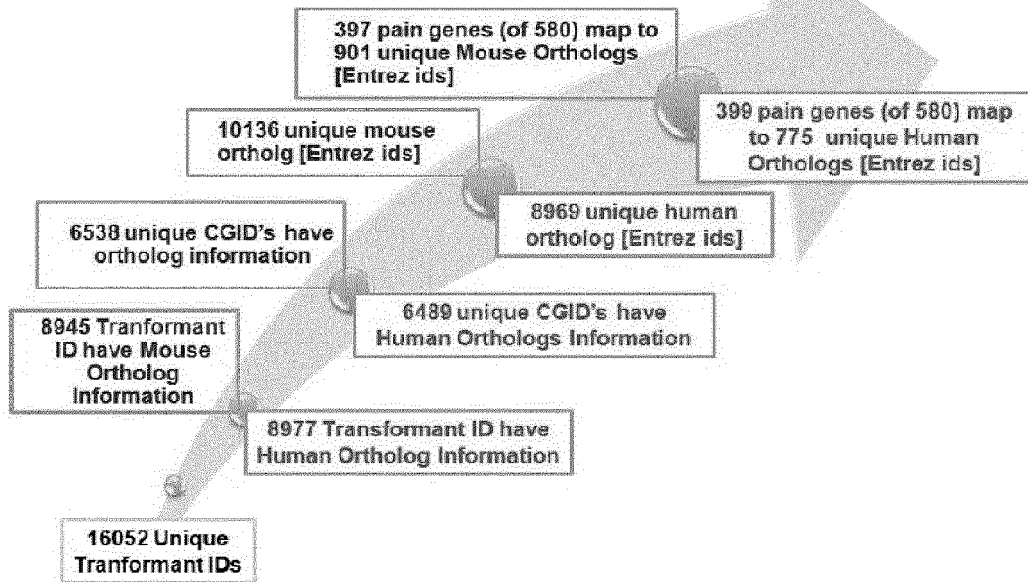 397 pain genes (of 580) map to
901 unique Mouse Orthologs
[Entrez ids]
399 pain genes (of 580) map
to 775 unique Human
Orthologs [Entrez ids]
10136 unique mouse
ortholg [Entrez ids]
8969 unique human
ortholog [Entrez ids]
6538 unique CGID's have
ortholog information
6489 unique CGID's have
Human Orthologs Information
8945 Tranformant
ID have Mouse
Ortholog
Information
8977 Transformant ID have
Human Ortholog Information
16052 Unique
Tranformant IDs